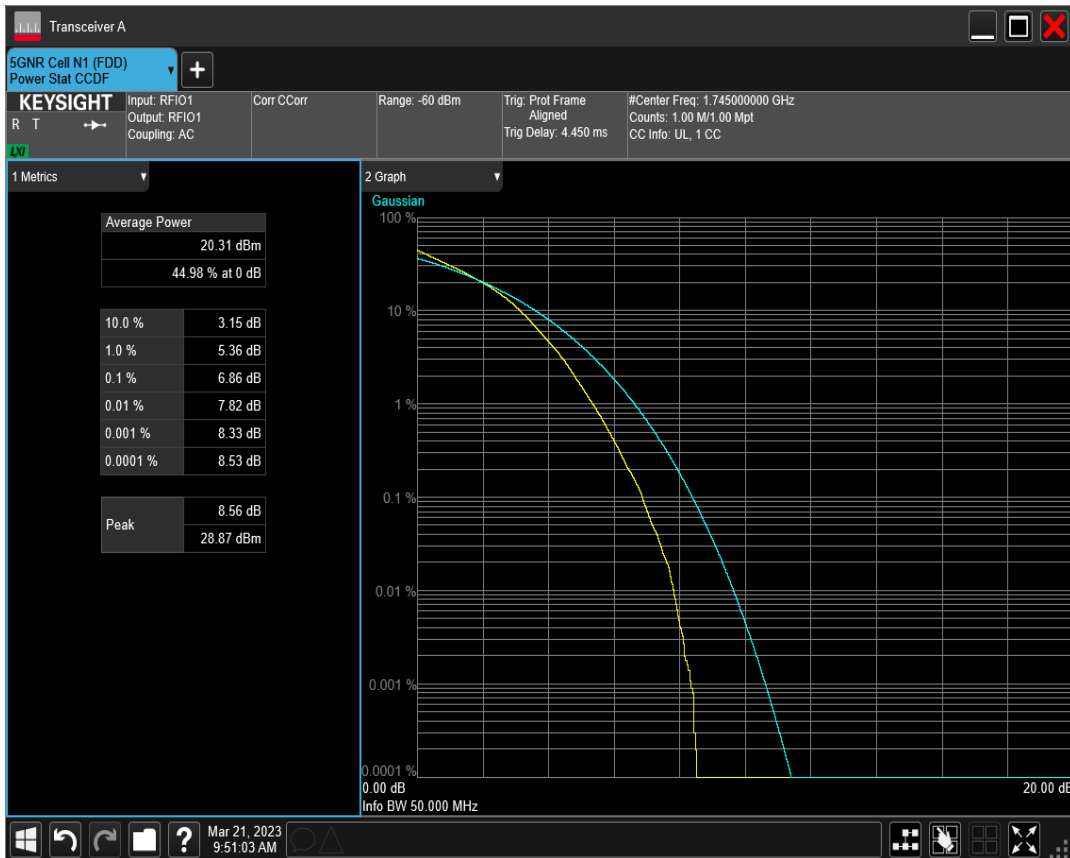 Transceiver A
5GNR Cell N1 (FDD)
Power Stat CCDF
+
KEYSIGHT
R T
LXI
Input: RFIO1
Output: RFIO1
Coupling: AC
Corr CCorr
Range: -60 dBm
Trig: Prot Frame
Aligned
Trig Delay: 4.450 ms
#Center Freq: 1.745000000 GHz
Counts: 1.00 M/1.00 Mpt
CC Info: UL, 1 CC
1 Metrics
Average Power
20.31 dBm
44.98 % at 0 dB
10.0 % 3.15 dB
1.0 % 5.36 dB
0.1 % 6.86 dB
0.01 % 7.82 dB
0.001 % 8.33 dB
0.0001 % 8.53 dB
Peak
8.56 dB
28.87 dBm
2 Graph
Gaussian
100 %
10 %
1 %
0.1 %
0.01 %
0.001 %
0.0001 %
0.00 dB 20.00 dB
Info BW 50.000 MHz
?
Mar 21, 2023
9:51:03 AM